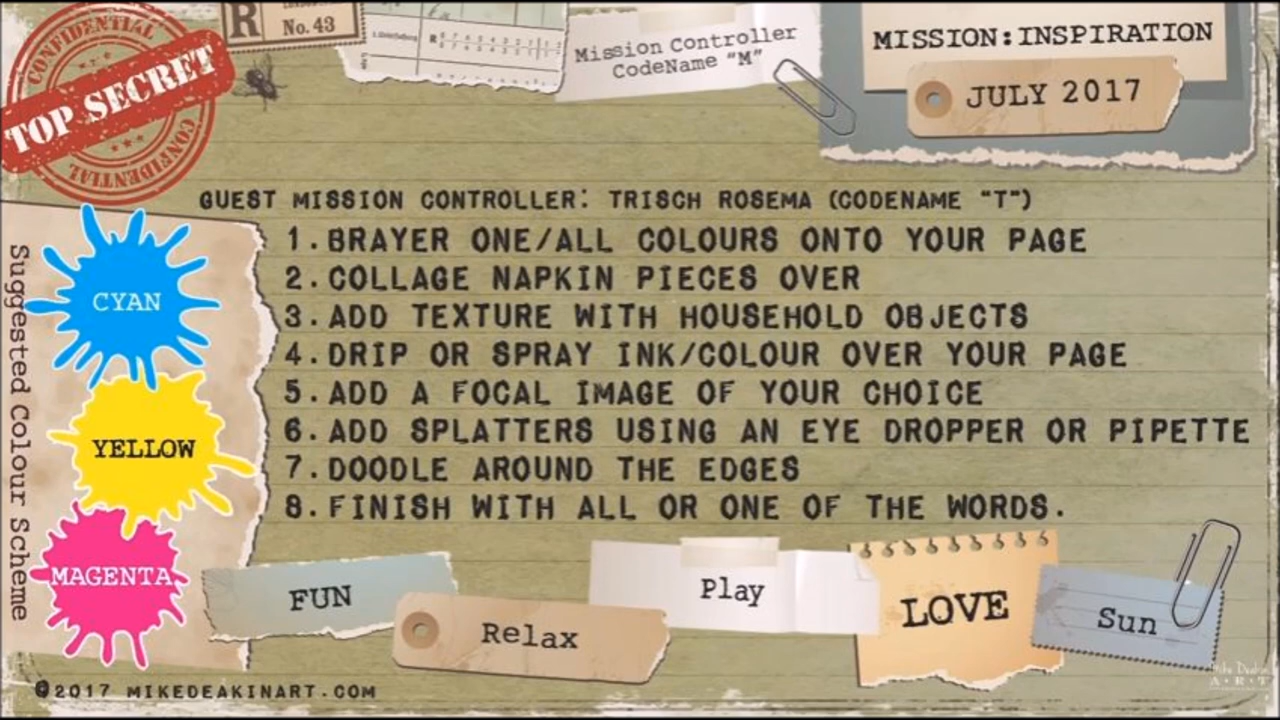 CONFIDENTIAL
TOP SECRET
CONFIDENTIAL
R
No. 43
Mission Controller
CodeName "M"
MISSION:INSPIRATION
JULY 2017
GUEST MISSION CONTROLLER: TRISCH ROSEMA (CODENAME "T")
1. BRAYER ONE/ALL COLOURS ONTO YOUR PAGE
2. COLLAGE NAPKIN PIECES OVER
3. ADD TEXTURE WITH HOUSEHOLD OBJECTS
4. DRIP OR SPRAY INK/COLOUR OVER YOUR PAGE
5. ADD A FOCAL IMAGE OF YOUR CHOICE
6. ADD SPLATTERS USING AN EYE DROPPER OR PIPETTE
7. DOODLE AROUND THE EDGES
8. FINISH WITH ALL OR ONE OF THE WORDS.
Suggested Colour Scheme
CYAN
YELLOW
MAGENTA
FUN
Relax
Play
LOVE
Sun
©2017 MIKEDEAKINART.COM
Mike Deakin
A·R·T